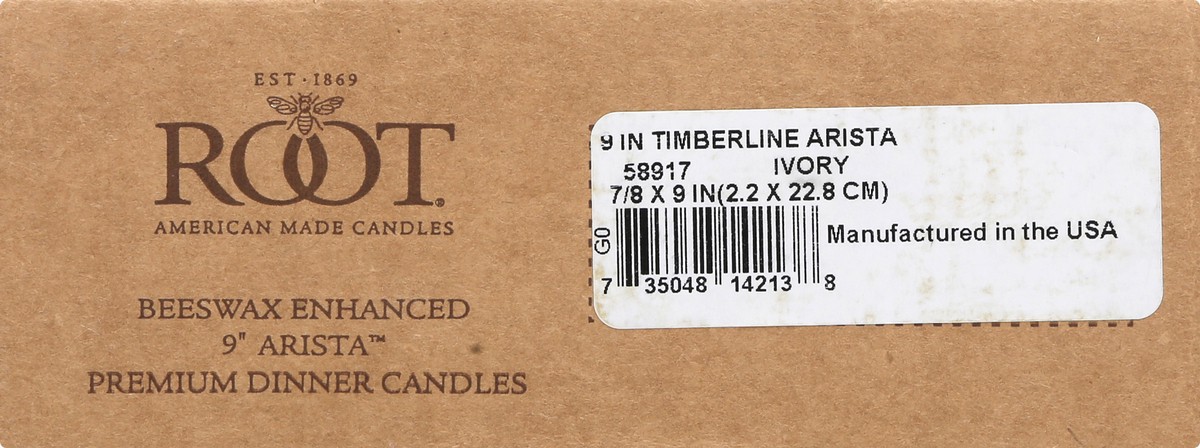 EST · 1869
ROOT®
AMERICAN MADE CANDLES
BEESWAX ENHANCED
9" ARISTA™
PREMIUM DINNER CANDLES
9 IN TIMBERLINE ARISTA
58917 IVORY
7/8 X 9 IN(2.2 X 22.8 CM)
G0
Manufactured in the USA
7 35048 14213 8